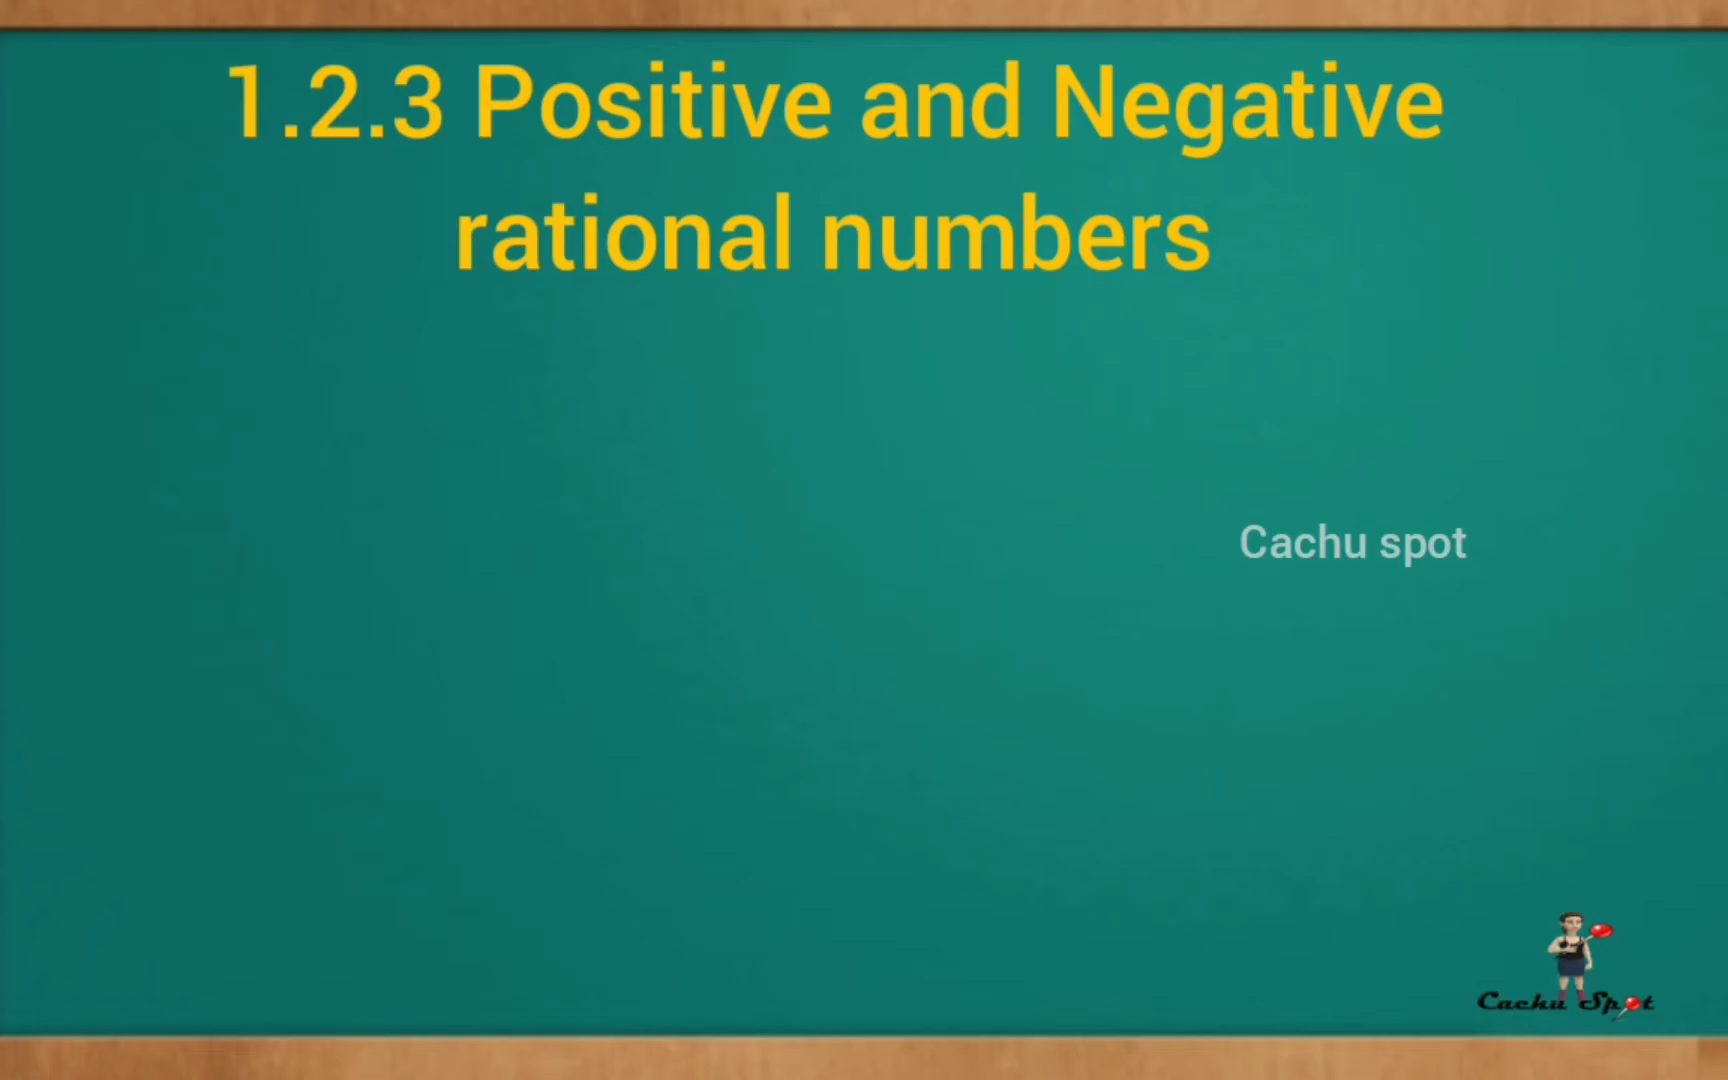 1.2.3 Positive and Negative
rational numbers
Cachu spot
Cachu Spot